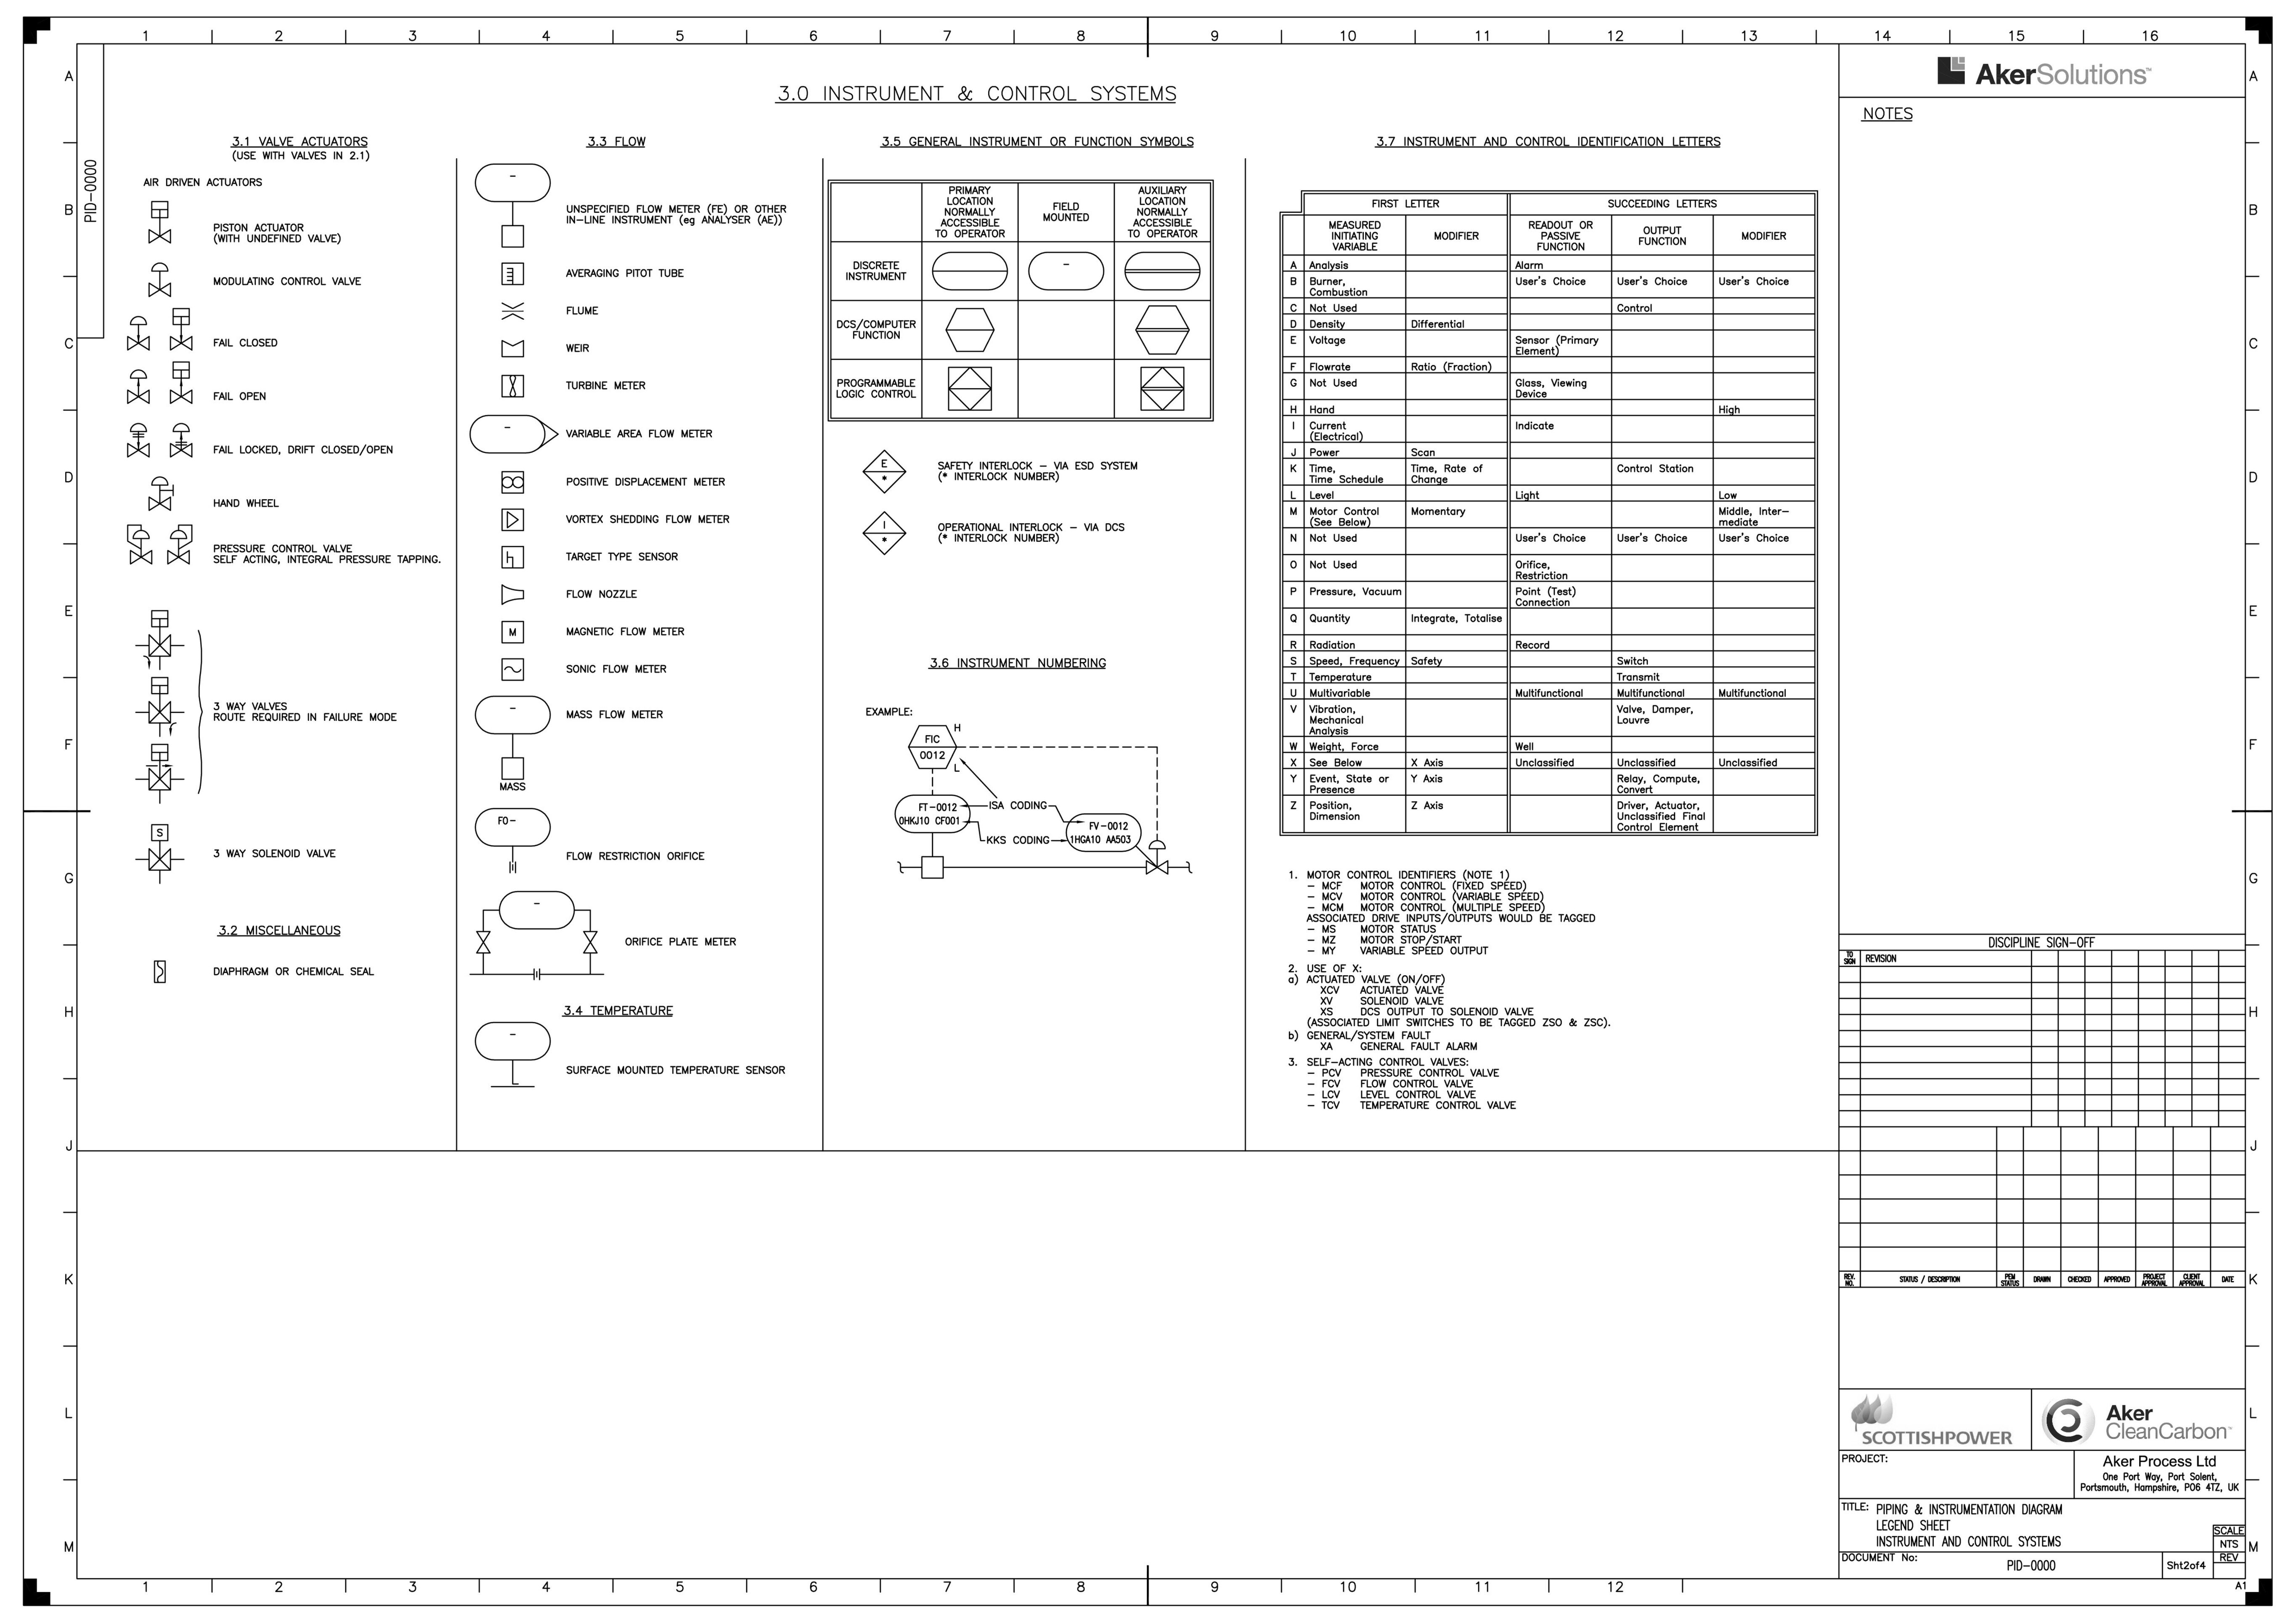 1 2 3 4 5 6 7 8 9 10 11 12 13 14 15 16
A
B
C
D
E
F
G
H
J
K
L
M
PID-0000
3.0 INSTRUMENT & CONTROL SYSTEMS
3.1 VALVE ACTUATORS
(USE WITH VALVES IN 2.1)
AIR DRIVEN ACTUATORS
PISTON ACTUATOR
(WITH UNDEFINED VALVE)
MODULATING CONTROL VALVE
FAIL CLOSED
FAIL OPEN
FAIL LOCKED, DRIFT CLOSED/OPEN
HAND WHEEL
PRESSURE CONTROL VALVE
SELF ACTING, INTEGRAL PRESSURE TAPPING.
3 WAY VALVES
ROUTE REQUIRED IN FAILURE MODE
S
3 WAY SOLENOID VALVE
3.2 MISCELLANEOUS
DIAPHRAGM OR CHEMICAL SEAL
3.3 FLOW
-
UNSPECIFIED FLOW METER (FE) OR OTHER
IN-LINE INSTRUMENT (eg ANALYSER (AE))
AVERAGING PITOT TUBE
FLUME
WEIR
TURBINE METER
-
VARIABLE AREA FLOW METER
POSITIVE DISPLACEMENT METER
VORTEX SHEDDING FLOW METER
TARGET TYPE SENSOR
FLOW NOZZLE
M
MAGNETIC FLOW METER
SONIC FLOW METER
-
MASS FLOW METER
MASS
FO-
FLOW RESTRICTION ORIFICE
-
ORIFICE PLATE METER
3.4 TEMPERATURE
-
SURFACE MOUNTED TEMPERATURE SENSOR
3.5 GENERAL INSTRUMENT OR FUNCTION SYMBOLS
PRIMARY
LOCATION
NORMALLY
ACCESSIBLE
TO OPERATOR
FIELD
MOUNTED
AUXILIARY
LOCATION
NORMALLY
ACCESSIBLE
TO OPERATOR
DISCRETE
INSTRUMENT
-
DCS/COMPUTER
FUNCTION
PROGRAMMABLE
LOGIC CONTROL
E
*
SAFETY INTERLOCK - VIA ESD SYSTEM
(* INTERLOCK NUMBER)
I
*
OPERATIONAL INTERLOCK - VIA DCS
(* INTERLOCK NUMBER)
3.6 INSTRUMENT NUMBERING
EXAMPLE:
FIC
0012
H
L
FT-0012
0HKJ10 CF001
ISA CODING
KKS CODING
FV-0012
1HGA10 AA503
3.7 INSTRUMENT AND CONTROL IDENTIFICATION LETTERS
FIRST LETTER SUCCEEDING LETTERS
MEASURED
INITIATING
VARIABLE
MODIFIER
READOUT OR
PASSIVE
FUNCTION
OUTPUT
FUNCTION
MODIFIER
A Analysis Alarm
B Burner, User's Choice User's Choice User's Choice
Combustion
C Not Used Control
D Density Differential
E Voltage Sensor (Primary
Element)
F Flowrate Ratio (Fraction)
G Not Used Glass, Viewing
Device
H Hand High
I Current Indicate
(Electrical)
J Power Scan
K Time, Time, Rate of Control Station
Time Schedule Change
L Level Light Low
M Motor Control Momentary Middle, Inter-
(See Below) mediate
N Not Used User's Choice User's Choice User's Choice
O Not Used Orifice,
Restriction
P Pressure, Vacuum Point (Test)
Connection
Q Quantity Integrate, Totalise
R Radiation Record
S Speed, Frequency Safety Switch
T Temperature Transmit
U Multivariable Multifunctional Multifunctional Multifunctional
V Vibration, Valve, Damper,
Mechanical Louvre
Analysis
W Weight, Force Well
X See Below X Axis Unclassified Unclassified Unclassified
Y Event, State or Y Axis Relay, Compute,
Presence Convert
Z Position, Z Axis Driver, Actuator,
Dimension Unclassified Final
Control Element
1. MOTOR CONTROL IDENTIFIERS (NOTE 1)
- MCF MOTOR CONTROL (FIXED SPEED)
- MCV MOTOR CONTROL (VARIABLE SPEED)
- MCM MOTOR CONTROL (MULTIPLE SPEED)
ASSOCIATED DRIVE INPUTS/OUTPUTS WOULD BE TAGGED
- MS MOTOR STATUS
- MZ MOTOR STOP/START
- MY VARIABLE SPEED OUTPUT
2. USE OF X:
a) ACTUATED VALVE (ON/OFF)
XCV ACTUATED VALVE
XV SOLENOID VALVE
XS DCS OUTPUT TO SOLENOID VALVE
(ASSOCIATED LIMIT SWITCHES TO BE TAGGED ZSO & ZSC).
b) GENERAL/SYSTEM FAULT
XA GENERAL FAULT ALARM
3. SELF-ACTING CONTROL VALVES:
- PCV PRESSURE CONTROL VALVE
- FCV FLOW CONTROL VALVE
- LCV LEVEL CONTROL VALVE
- TCV TEMPERATURE CONTROL VALVE
AkerSolutions™
NOTES
DISCIPLINE SIGN-OFF
TO
SIGN
REVISION
REV.
NO.
STATUS / DESCRIPTION
PEM
STATUS
DRAWN
CHECKED
APPROVED
PROJECT
APPROVAL
CLIENT
APPROVAL
DATE
SCOTTISHPOWER
Aker
CleanCarbon™
PROJECT:
Aker Process Ltd
One Port Way, Port Solent,
Portsmouth, Hampshire, PO6 4TZ, UK
TITLE: PIPING & INSTRUMENTATION DIAGRAM
LEGEND SHEET
INSTRUMENT AND CONTROL SYSTEMS
SCALE
NTS
REV
DOCUMENT No:
PID-0000
Sht2of4
A1
A
B
C
D
E
F
G
H
J
K
L
M
1 2 3 4 5 6 7 8 9 10 11 12